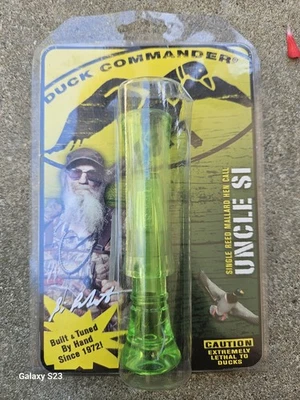 DUCK COMMANDER
SINGLE REED MALLARD HEN CALL
UNCLE SI
Built & Tuned
By Hand
Since 1972!
CAUTION
EXTREMELY
LETHAL TO
DUCKS
Galaxy S23